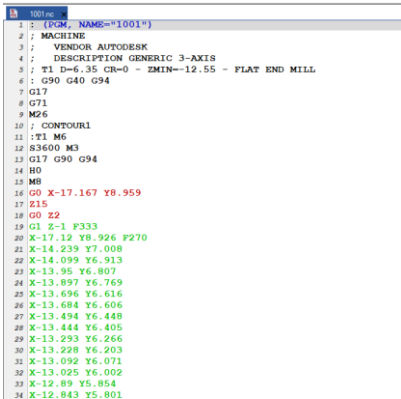 1001.nc ×
1 : (PGM, NAME="1001")
2 ; MACHINE
3 ;    VENDOR AUTODESK
4 ;    DESCRIPTION GENERIC 3-AXIS
5 ; T1 D=6.35 CR=0 - ZMIN=-12.55 - FLAT END MILL
6 : G90 G40 G94
7 G17
8 G71
9 M26
10 ; CONTOUR1
11 :T1 M6
12 S3600 M3
13 G17 G90 G94
14 H0
15 M8
16 G0 X-17.167 Y8.959
17 Z15
18 G0 Z2
19 G1 Z-1 F333
20 X-17.12 Y8.926 F270
21 X-14.239 Y7.008
22 X-14.099 Y6.913
23 X-13.95 Y6.807
24 X-13.897 Y6.769
25 X-13.696 Y6.616
26 X-13.684 Y6.606
27 X-13.494 Y6.448
28 X-13.444 Y6.405
29 X-13.293 Y6.266
30 X-13.228 Y6.203
31 X-13.092 Y6.071
32 X-13.025 Y6.002
33 X-12.89 Y5.854
34 X-12.843 Y5.801